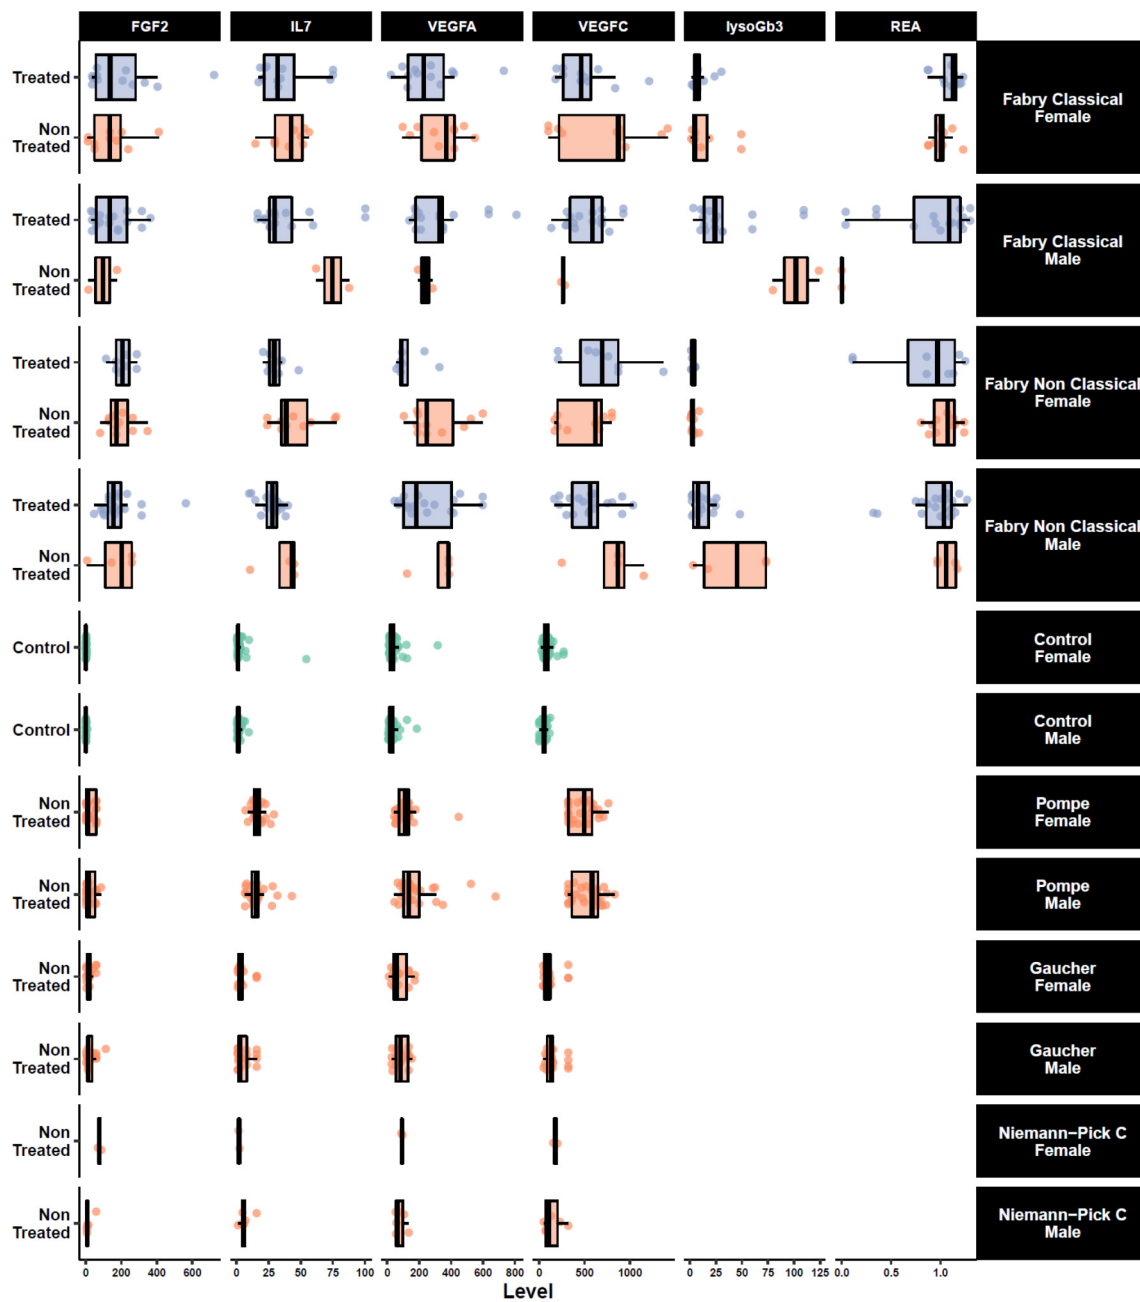 FGF2 IL7 VEGFA VEGFC lysoGb3 REA
Treated
Non
Treated
Fabry Classical
Female
Treated
Non
Treated
Fabry Classical
Male
Treated
Non
Treated
Fabry Non Classical
Female
Treated
Non
Treated
Fabry Non Classical
Male
Control
Control
Female
Control
Control
Male
Non
Treated
Pompe
Female
Non
Treated
Pompe
Male
Non
Treated
Gaucher
Female
Non
Treated
Gaucher
Male
Non
Treated
Niemann−Pick C
Female
Non
Treated
Niemann−Pick C
Male
0 200 400 600 0 25 50 75 100 0 200 400 600 800 0 500 1000 0 25 50 75 100 125 0.0 1.0
Level